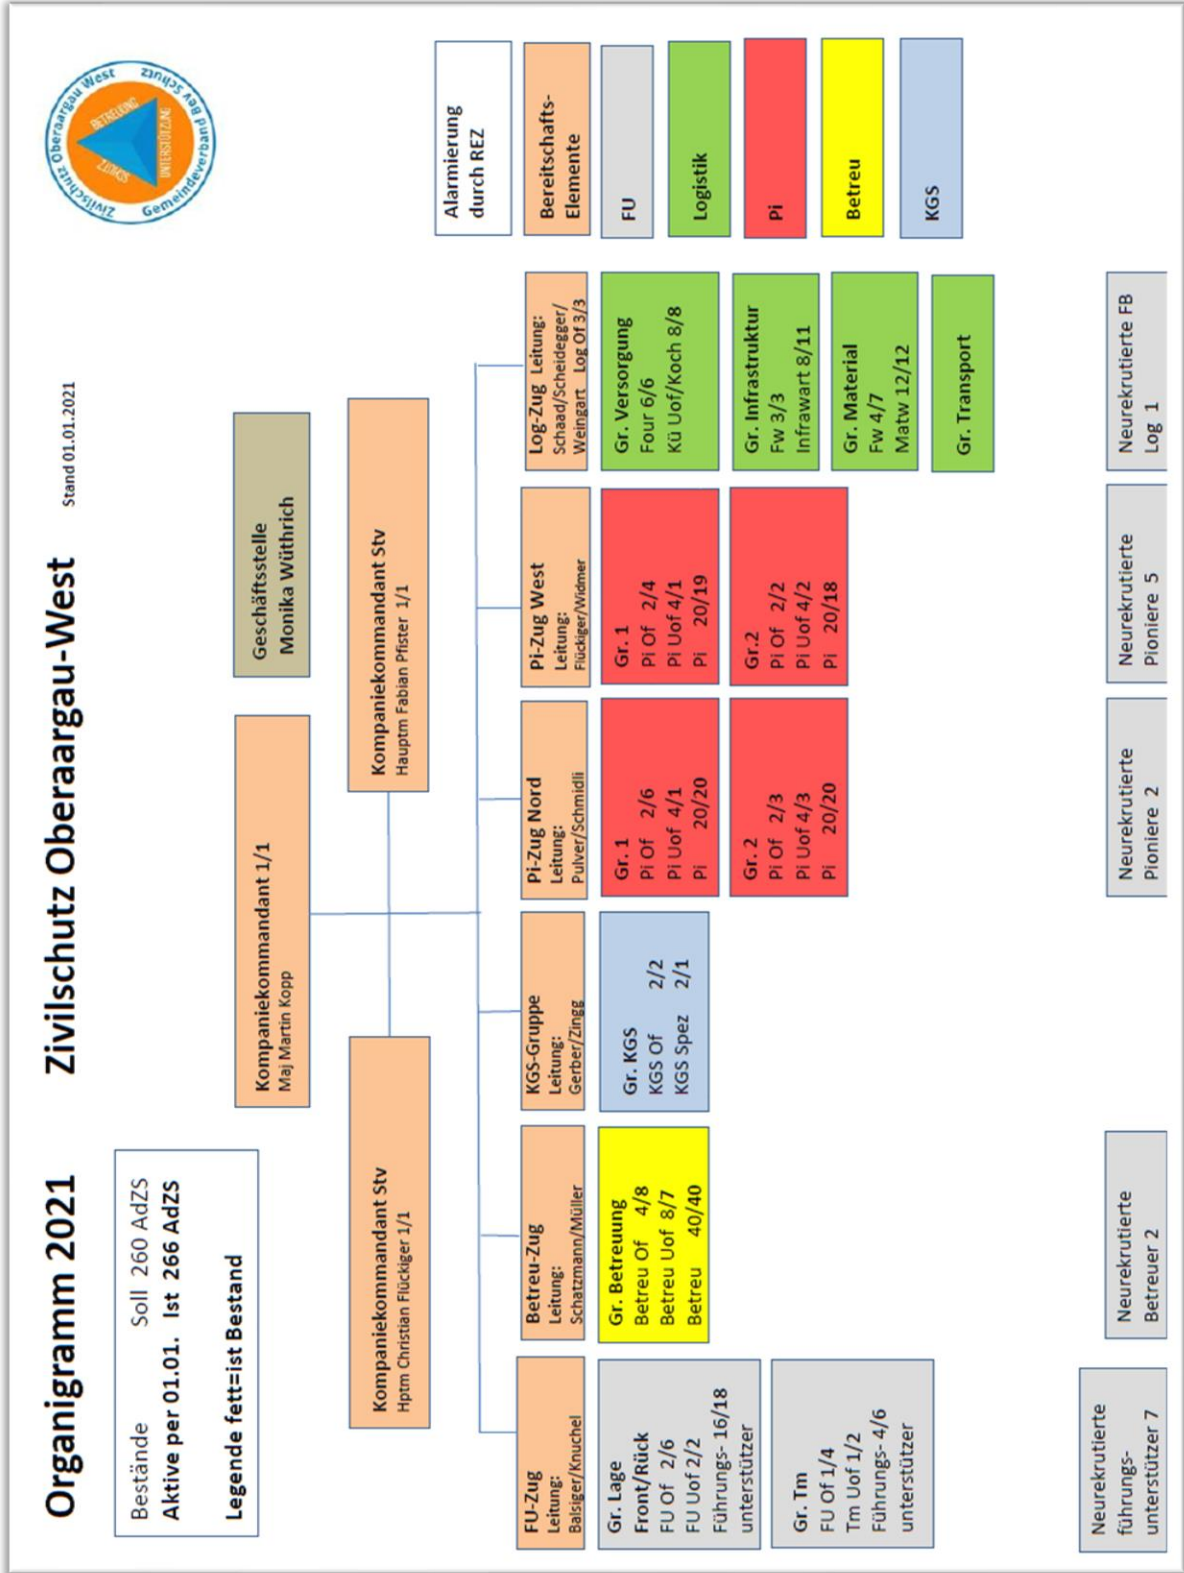 Organigramm 2021 Zivilschutz Oberaargau-West Stand 01.01.2021
Zivilschutz Oberaargau West
Gemeindeverband Bev Schutz
SCHUTZ
BETREUUNG
UNTERSTÜTZUNG
Bestände Soll 260 AdZS
Aktive per 01.01. Ist 266 AdZS
Legende fett=ist Bestand
Kompaniekommandant 1/1
Maj Martin Kopp
Geschäftsstelle
Monika Wüthrich
Kompaniekommandant Stv
Hptm Christian Flückiger 1/1
Kompaniekommandant Stv
Hauptm Fabian Pfister 1/1
Alarmierung
durch REZ
Bereitschafts-
Elemente
FU
Logistik
Pi
Betreu
KGS
FU-Zug
Leitung:
Balsiger/Knuchel
Gr. Lage
Front/Rück
FU Of 2/6
FU Uof 2/2
Führungs- 16/18
unterstützer
Gr. Tm
FU Of 1/4
Tm Uof 1/2
Führungs- 4/6
unterstützer
Neurekrutierte
führungs-
unterstützer 7
Betreu-Zug
Leitung:
Schatzmann/Müller
Gr. Betreuung
Betreu Of 4/8
Betreu Uof 8/7
Betreu 40/40
Neurekrutierte
Betreuer 2
KGS-Gruppe
Leitung:
Gerber/Zingg
Gr. KGS
KGS Of 2/2
KGS Spez 2/1
Pi-Zug Nord
Leitung:
Pulver/Schmidli
Gr. 1
Pi Of 2/6
Pi Uof 4/1
Pi 20/20
Gr. 2
Pi Of 2/3
Pi Uof 4/3
Pi 20/20
Neurekrutierte
Pioniere 2
Pi-Zug West
Leitung:
Flückiger/Widmer
Gr. 1
Pi Of 2/4
Pi Uof 4/1
Pi 20/19
Gr.2
Pi Of 2/2
Pi Uof 4/2
Pi 20/18
Neurekrutierte
Pioniere 5
Log-Zug Leitung:
Schaad/Scheidegger/
Weingart Log Of 3/3
Gr. Versorgung
Four 6/6
Kü Uof/Koch 8/8
Gr. Infrastruktur
Fw 3/3
Infrawart 8/11
Gr. Material
Fw 4/7
Matw 12/12
Gr. Transport
Neurekrutierte FB
Log 1